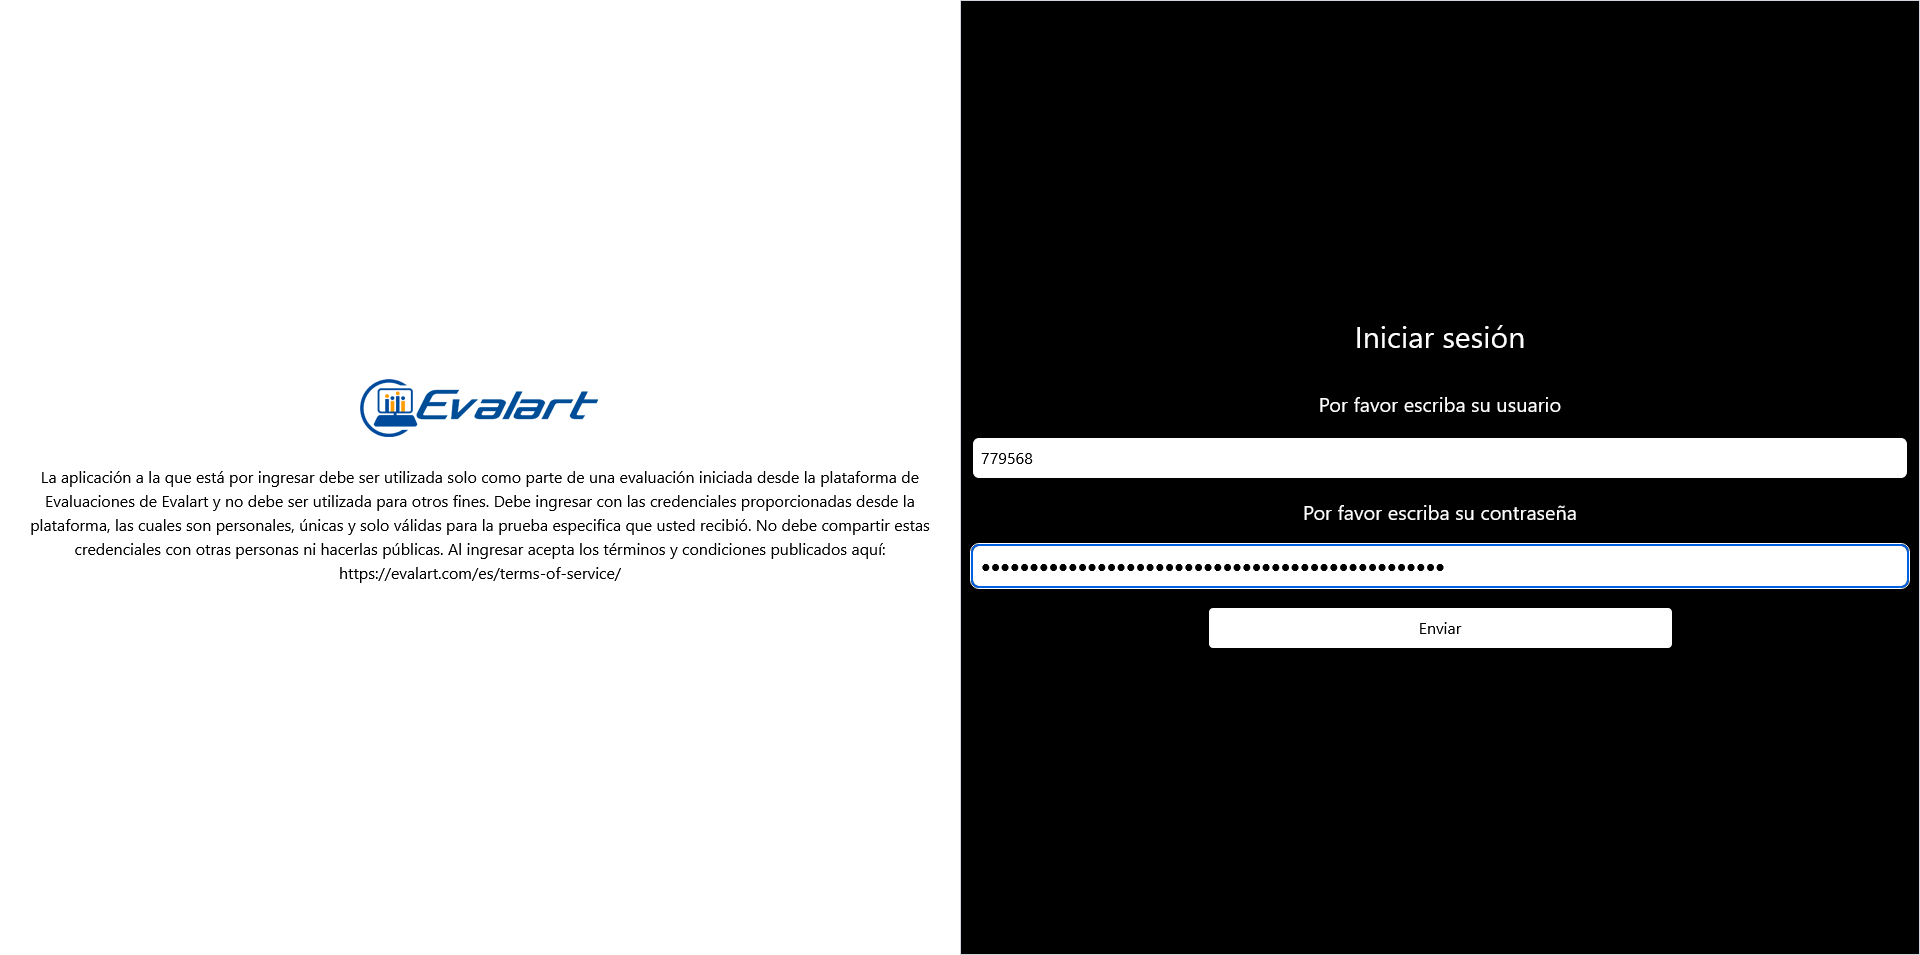 Evalart
La aplicación a la que está por ingresar debe ser utilizada solo como parte de una evaluación iniciada desde la plataforma de
Evaluaciones de Evalart y no debe ser utilizada para otros fines. Debe ingresar con las credenciales proporcionadas desde la
plataforma, las cuales son personales, únicas y solo válidas para la prueba especifica que usted recibió. No debe compartir estas
credenciales con otras personas ni hacerlas públicas. Al ingresar acepta los términos y condiciones publicados aquí:
https://evalart.com/es/terms-of-service/
Iniciar sesión
Por favor escriba su usuario
779568
Por favor escriba su contraseña
Enviar